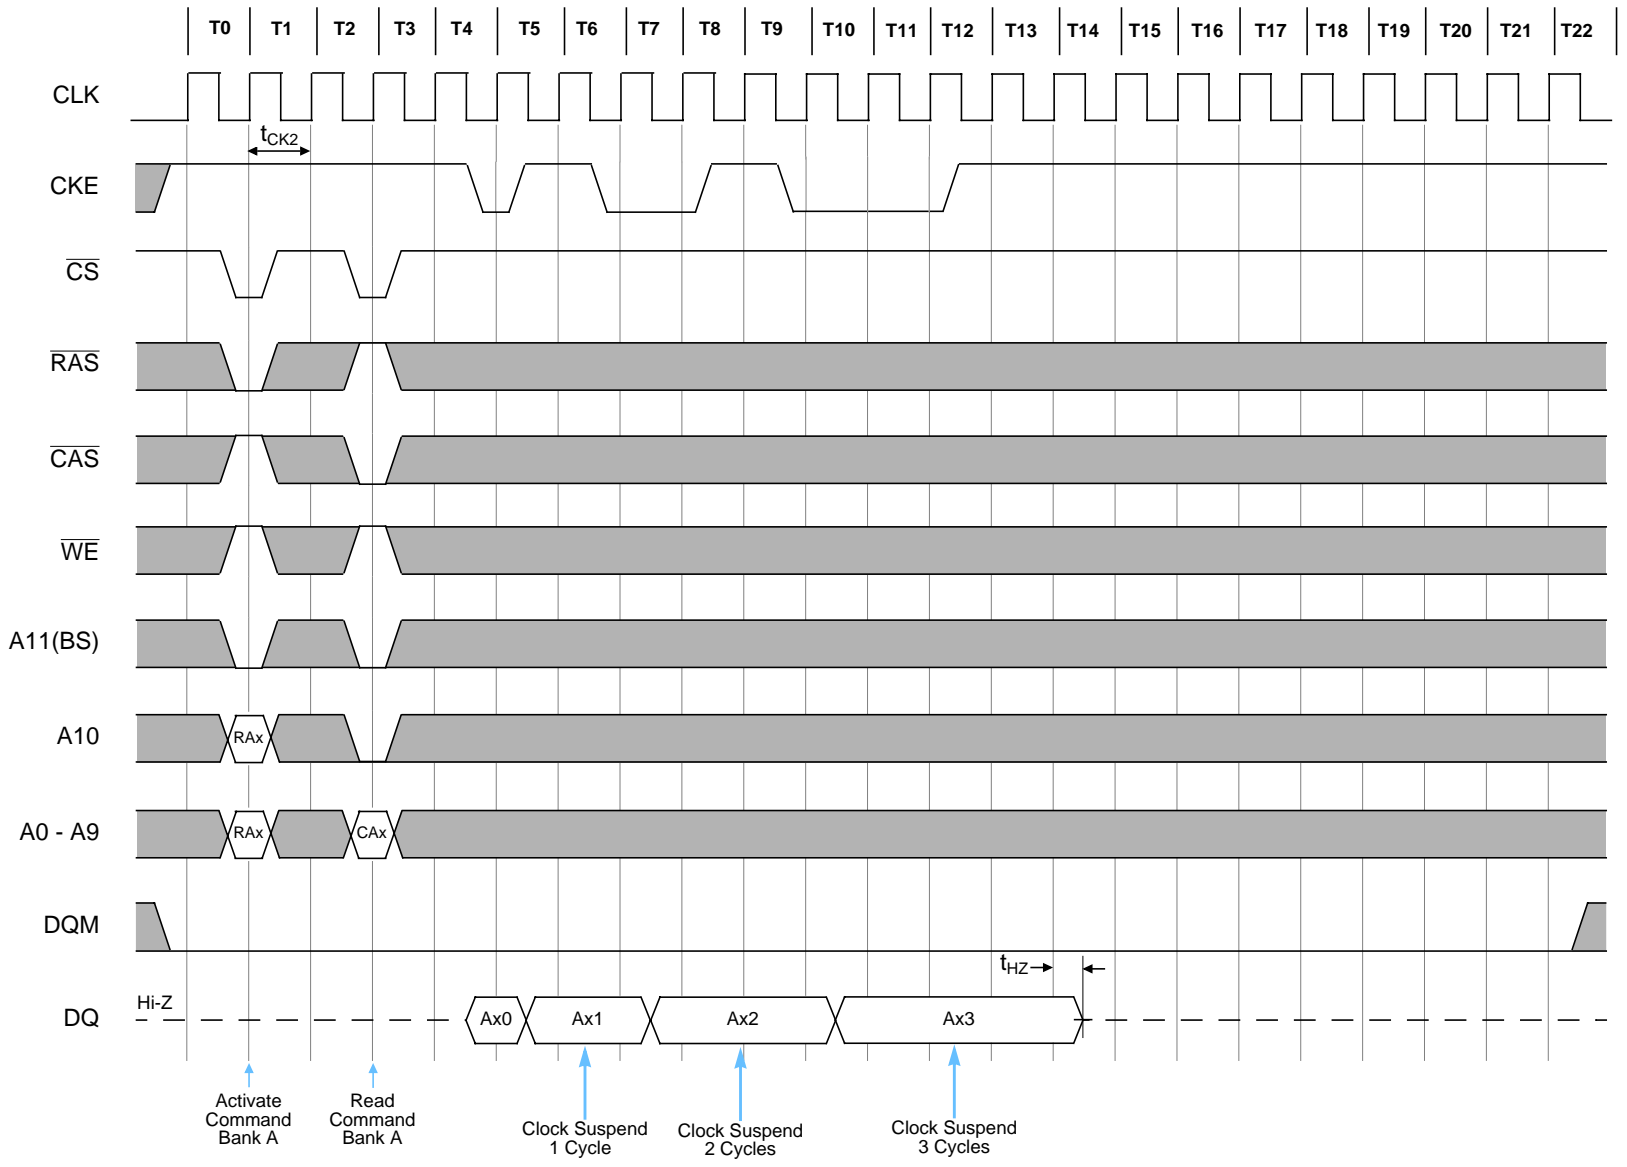 T0 T1 T2 T3 T4 T5 T6 T7 T8 T9 T10 T11 T12 T13 T14 T15 T16 T17 T18 T19 T20 T21 T22
CLK
tCK2
CKE
CS
RAS
CAS
WE
A11(BS)
A10
RAx
A0 - A9
RAx CAx
DQM
tHZ
DQ
Hi-Z
Ax0 Ax1 Ax2 Ax3
Activate
Command
Bank A
Read
Command
Bank A
Clock Suspend
1 Cycle
Clock Suspend
2 Cycles
Clock Suspend
3 Cycles